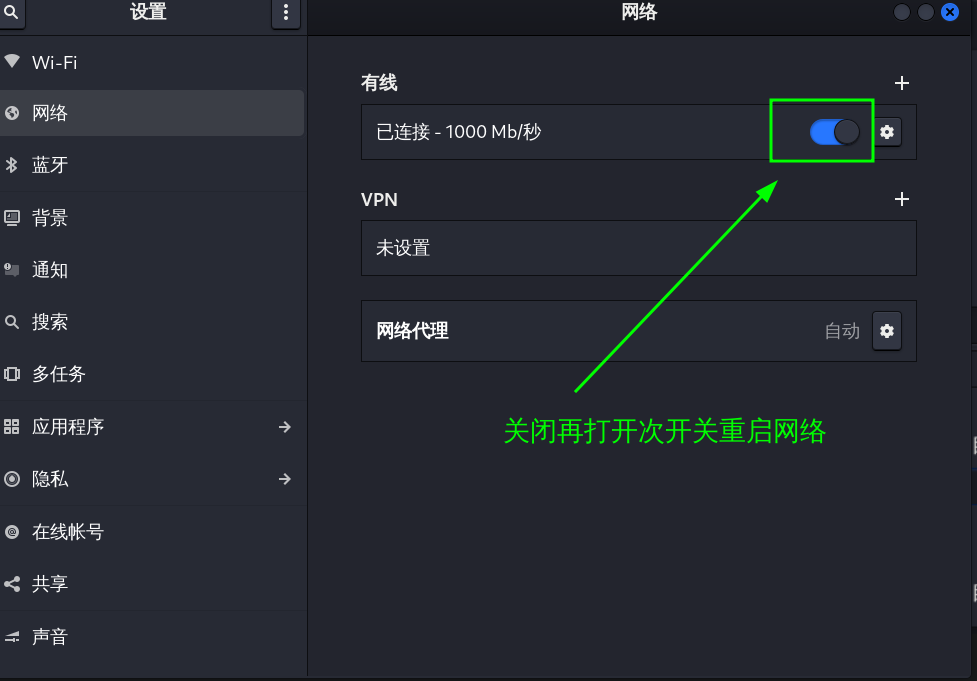 设置
网络
Wi-Fi
网络
蓝牙
背景
通知
搜索
多任务
应用程序
隐私
在线帐号
共享
声音
有线
已连接 - 1000 Mb/秒
VPN
未设置
网络代理
自动
关闭再打开次开关重启网络